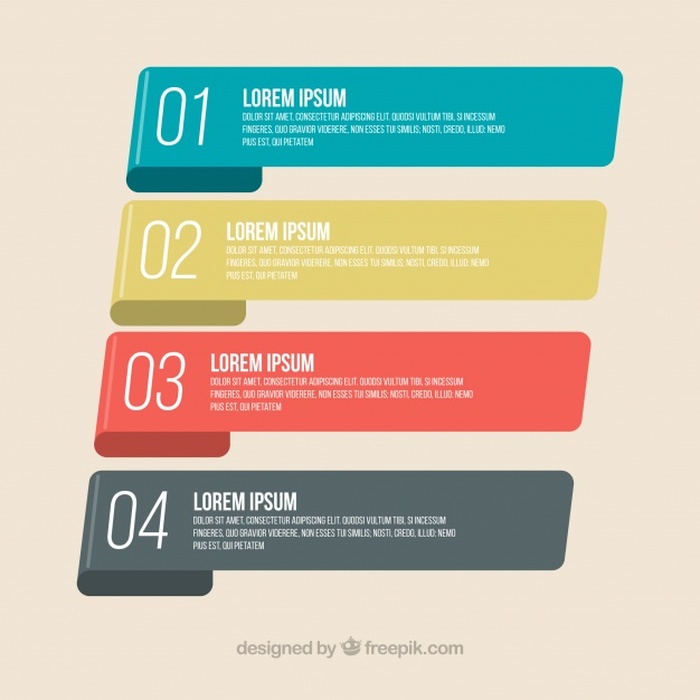 01
LOREM IPSUM
DOLOR SIT AMET, CONSECTETUR ADIPISCING ELIT. QUODSI VULTUM TIBI, SI INCESSUM
FINGERES, QUO GRAVIOR VIDERERE, NON ESSES TUI SIMILIS; NOSTI, CREDO, ILLUD: NEMO
PIUS EST, QUI PIETATEM
02
LOREM IPSUM
DOLOR SIT AMET, CONSECTETUR ADIPISCING ELIT. QUODSI VULTUM TIBI, SI INCESSUM
FINGERES, QUO GRAVIOR VIDERERE, NON ESSES TUI SIMILIS; NOSTI, CREDO, ILLUD: NEMO
PIUS EST, QUI PIETATEM
03
LOREM IPSUM
DOLOR SIT AMET, CONSECTETUR ADIPISCING ELIT. QUODSI VULTUM TIBI, SI INCESSUM
FINGERES, QUO GRAVIOR VIDERERE, NON ESSES TUI SIMILIS; NOSTI, CREDO, ILLUD: NEMO
PIUS EST, QUI PIETATEM
04
LOREM IPSUM
DOLOR SIT AMET, CONSECTETUR ADIPISCING ELIT. QUODSI VULTUM TIBI, SI INCESSUM
FINGERES, QUO GRAVIOR VIDERERE, NON ESSES TUI SIMILIS; NOSTI, CREDO, ILLUD: NEMO
PIUS EST, QUI PIETATEM
designed by freepik.com